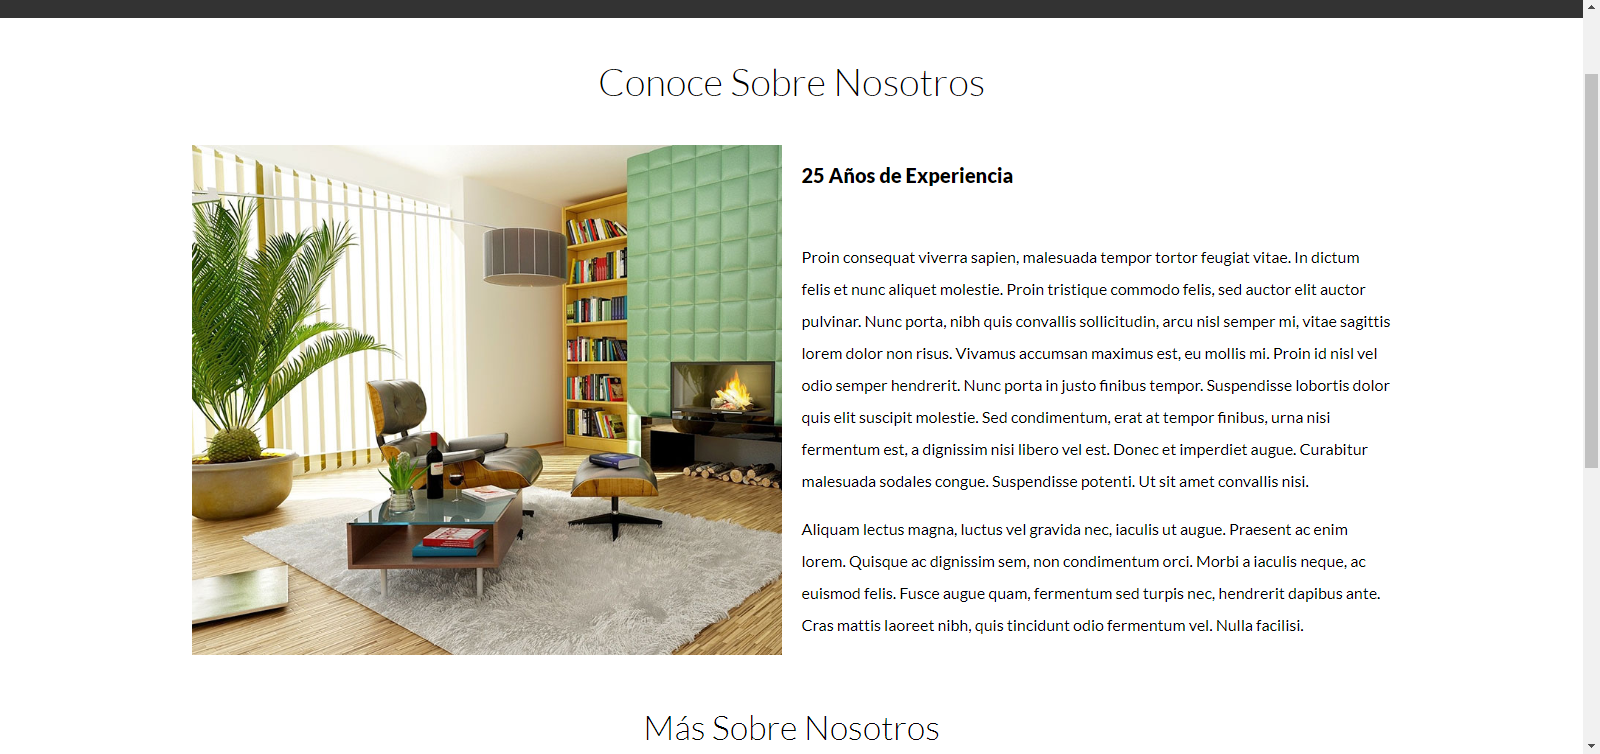 Conoce Sobre Nosotros
25 Años de Experiencia
Proin consequat viverra sapien, malesuada tempor tortor feugiat vitae. In dictum
felis et nunc aliquet molestie. Proin tristique commodo felis, sed auctor elit auctor
pulvinar. Nunc porta, nibh quis convallis sollicitudin, arcu nisl semper mi, vitae sagittis
lorem dolor non risus. Vivamus accumsan maximus est, eu mollis mi. Proin id nisl vel
odio semper hendrerit. Nunc porta in justo finibus tempor. Suspendisse lobortis dolor
quis elit suscipit molestie. Sed condimentum, erat at tempor finibus, urna nisi
fermentum est, a dignissim nisi libero vel est. Donec et imperdiet augue. Curabitur
malesuada sodales congue. Suspendisse potenti. Ut sit amet convallis nisi.
Aliquam lectus magna, luctus vel gravida nec, iaculis ut augue. Praesent ac enim
lorem. Quisque ac dignissim sem, non condimentum orci. Morbi a iaculis neque, ac
euismod felis. Fusce augue quam, fermentum sed turpis nec, hendrerit dapibus ante.
Cras mattis laoreet nibh, quis tincidunt odio fermentum vel. Nulla facilisi.
Más Sobre Nosotros